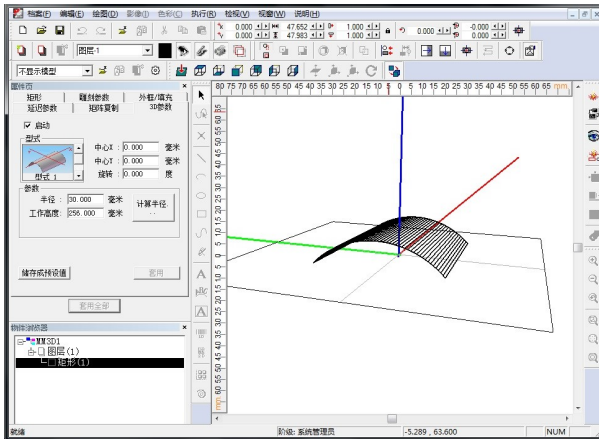 档案(F) 编辑(E) 绘图(D) 影像(I) 色彩(C) 执行(R) 检视(V) 视窗(W) 说明(H)
0.000 47.652 1.000 0.000 -0.000
0.000 47.983 1.000 0.000
图层-1
不显示模型
属性页
矩形 雕刻参数 外框/填充
延迟参数 矩阵复制 3D参数
启动
型式
型式 1
中心X : 0.000 毫米
中心Y : 0.000 毫米
旋转 : 0.000 度
参数
半径 : 30.000 毫米
工作高度: 256.000 毫米
计算半径
..
储存成预设值 套用
套用全部
物件浏览器
MM3D1
图层(1)
矩形(1)
80 75 70 65 60 55 50 45 40 35 30 25 20 15 10 5 0 5 10 15 20 25 30 35 40 45 50 55 60 65 mm
就绪 阶级: 系统管理员 -5.289 , 63.600 NUM